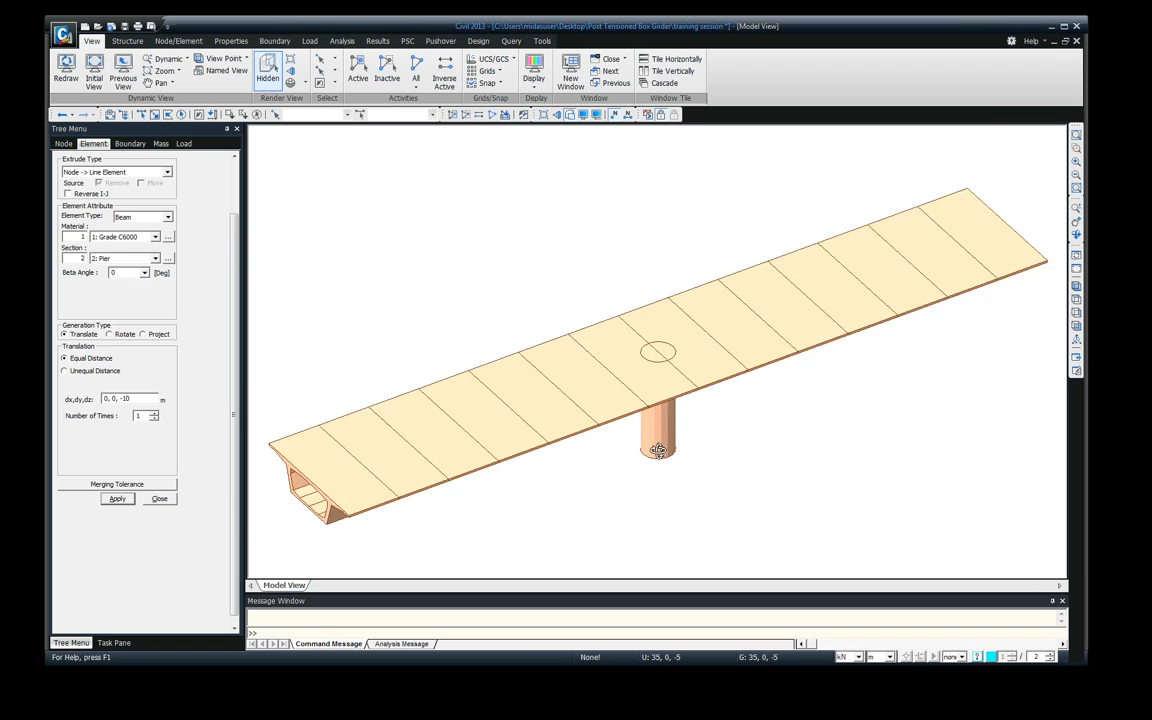 Civil 2013 - [C:\Users\midasuser\Desktop\Post Tensioned Box Girder\training session *] - [Model View]
View Structure Node/Element Properties Boundary Load Analysis Results PSC Pushover Design Query Tools Help
Redraw Initial View Previous View Dynamic Zoom Pan View Point Named View Hidden Active Inactive All Inverse Active UCS/GCS Grids Snap Display New Window Close Next Previous Tile Horizontally Tile Vertically Cascade
Dynamic View Render View Select Activities Grids/Snap Display Window Window Tile
Tree Menu
Node Element Boundary Mass Load
Extrude Type
Node -> Line Element
Source Remove Move
Reverse I-J
Element Attribute
Element Type: Beam
Material :
1 1: Grade C6000 ...
Section :
2 2: Pier ...
Beta Angle : 0 [Deg]
Generation Type
Translate Rotate Project
Translation
Equal Distance
Unequal Distance
dx,dy,dz: 0, 0, -10 m
Number of Times : 1
Merging Tolerance
Apply Close
Model View
Message Window
>>
Tree Menu Task Pane Command Message Analysis Message
For Help, press F1 None! U: 35, 0, -5 G: 35, 0, -5 kN m non 1 / 2